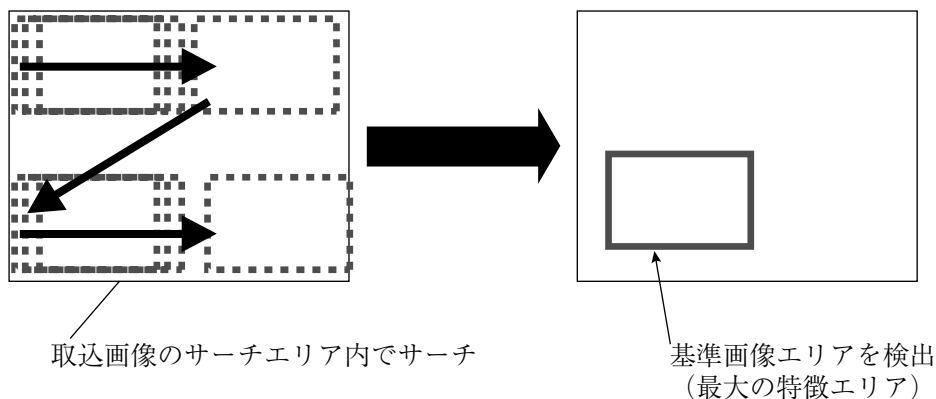 取込画像のサーチエリア内でサーチ
基準画像エリアを検出
（最大の特徴エリア）